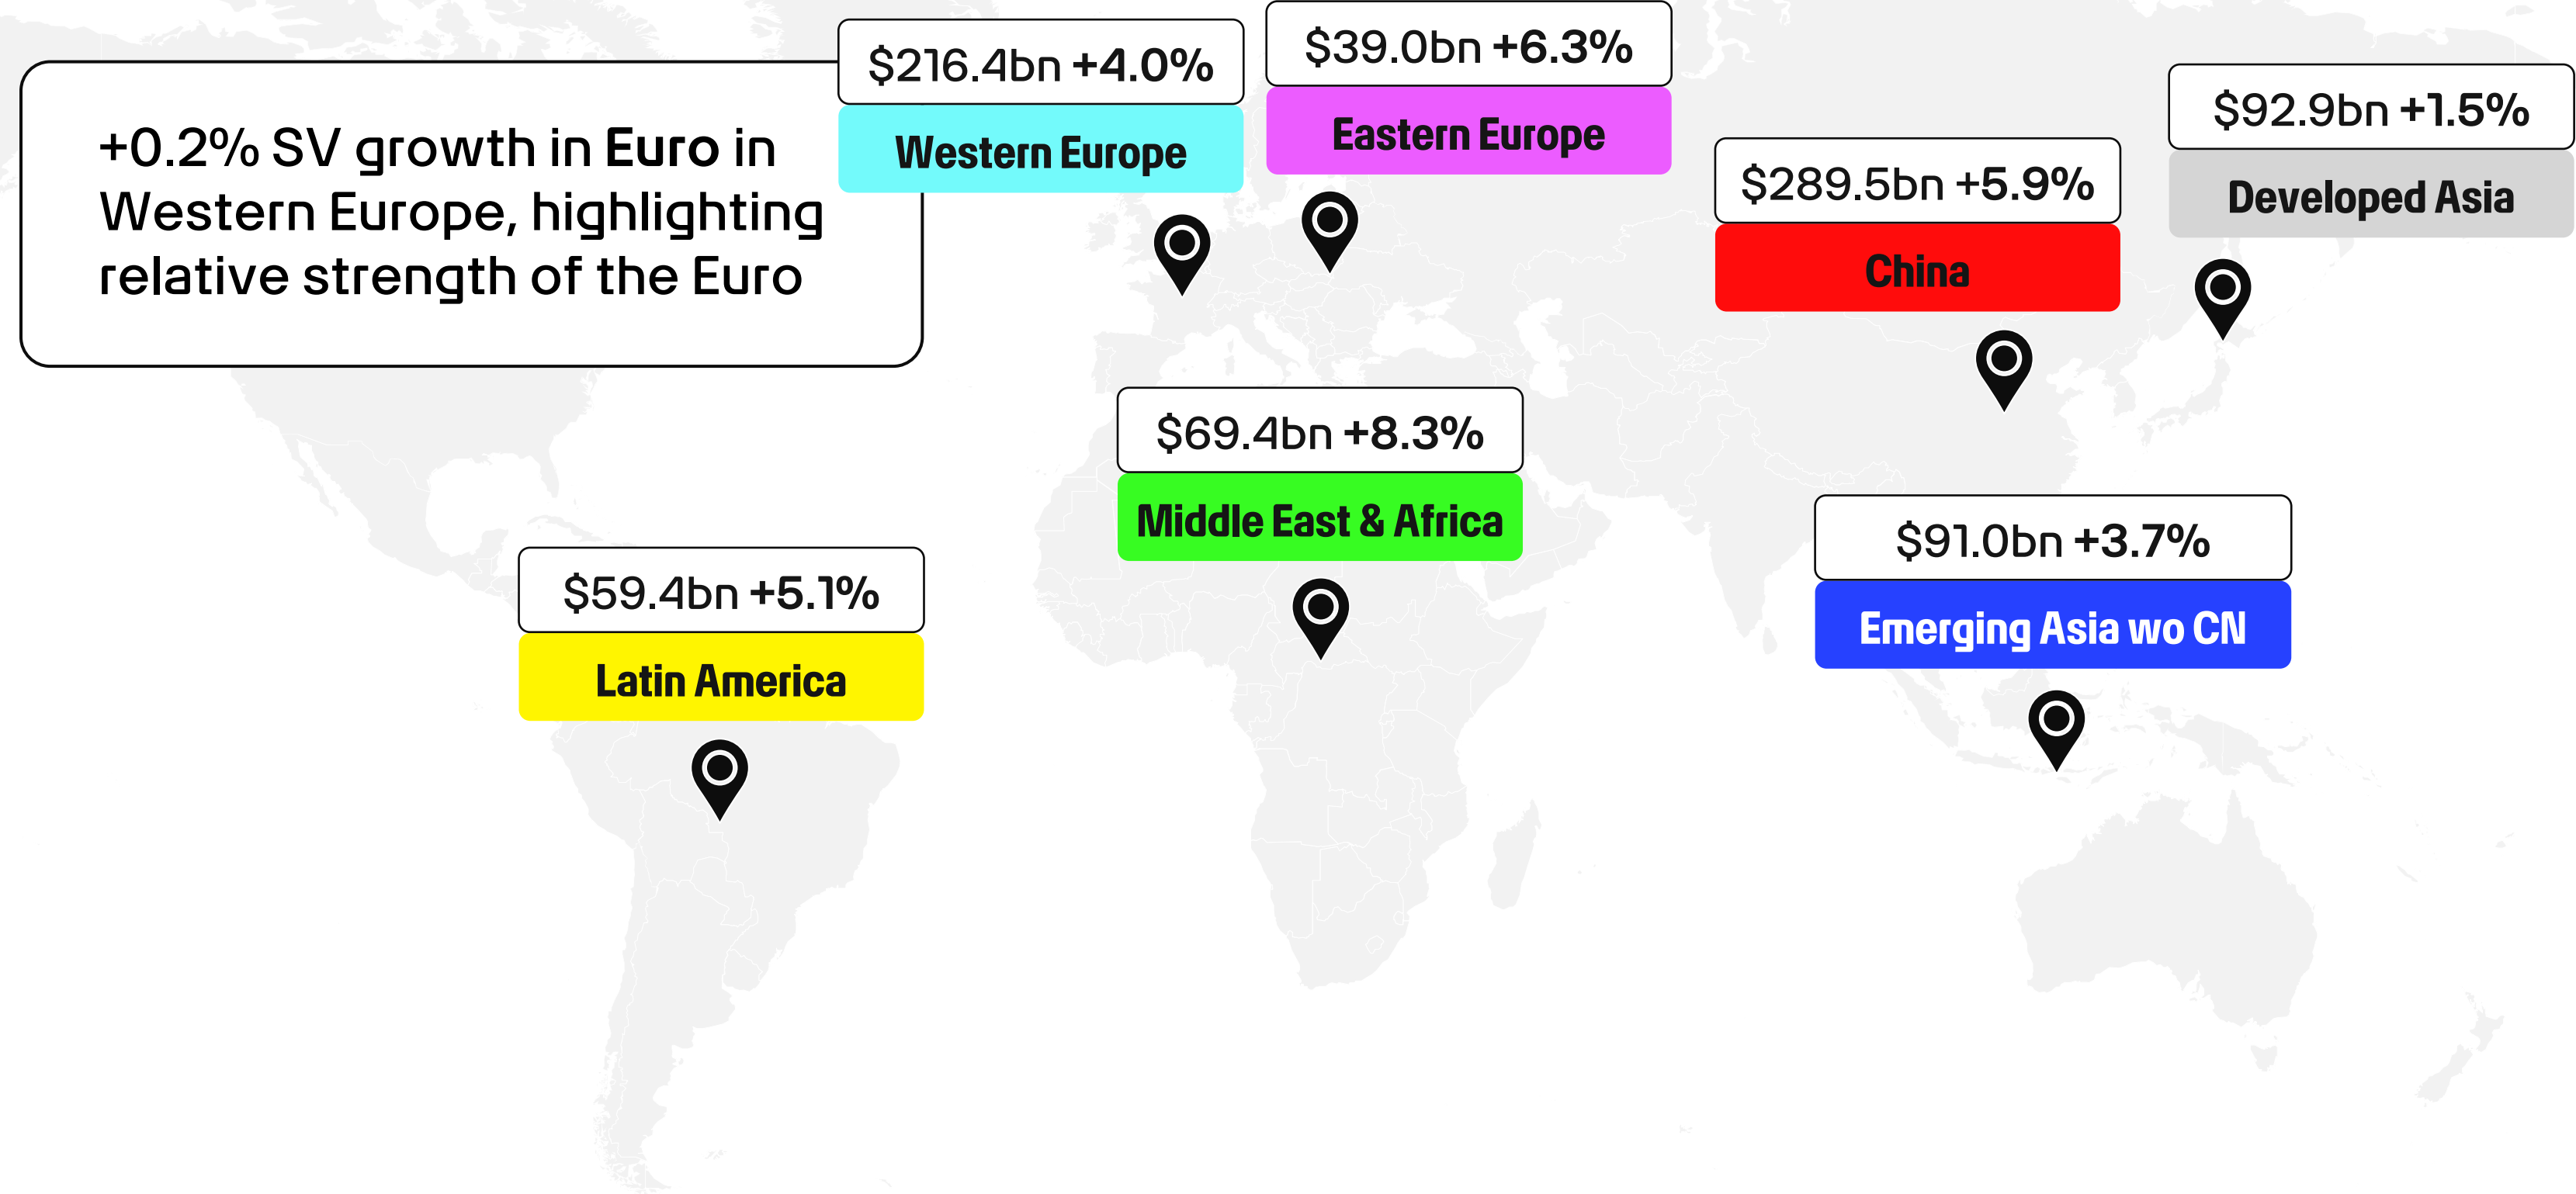 +0.2% SV growth in Euro in
Western Europe, highlighting
relative strength of the Euro
$216.4bn +4.0%
Western Europe
$39.0bn +6.3%
Eastern Europe
$289.5bn +5.9%
China
$92.9bn +1.5%
Developed Asia
$69.4bn +8.3%
Middle East & Africa
$59.4bn +5.1%
Latin America
$91.0bn +3.7%
Emerging Asia wo CN